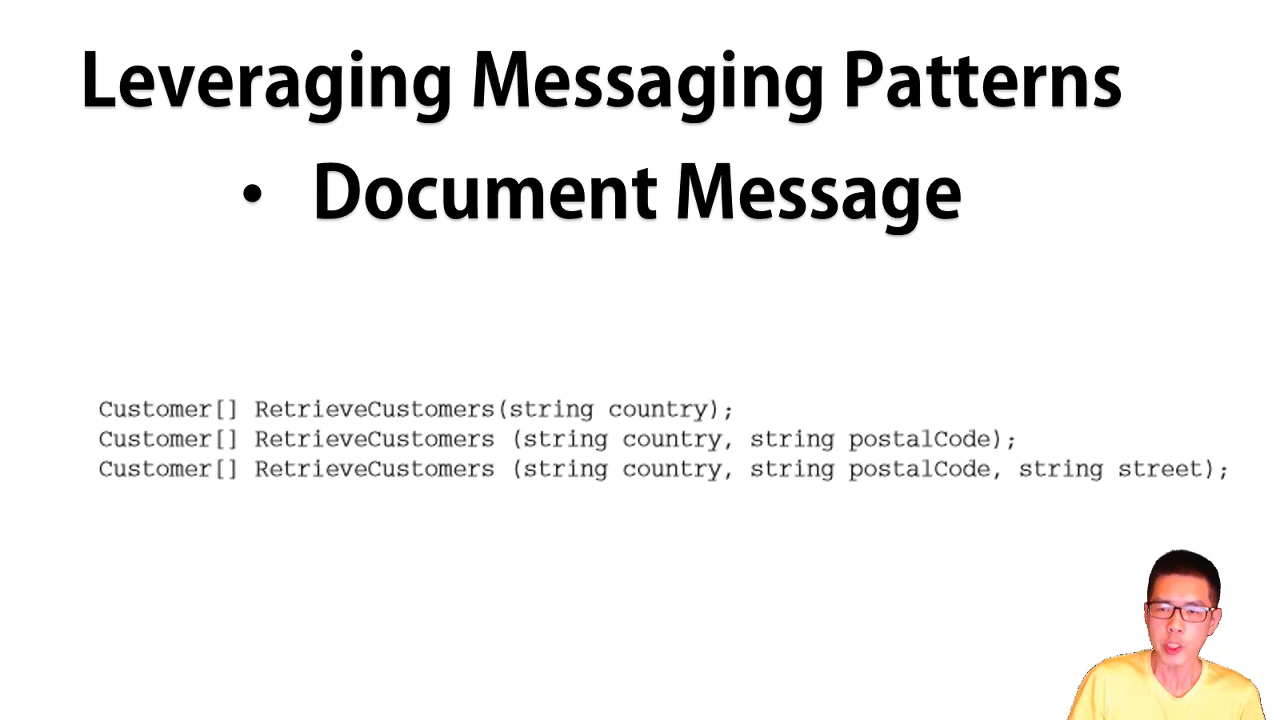 Leveraging Messaging Patterns
• Document Message
Customer[] RetrieveCustomers(string country);
Customer[] RetrieveCustomers (string country, string postalCode);
Customer[] RetrieveCustomers (string country, string postalCode, string street);